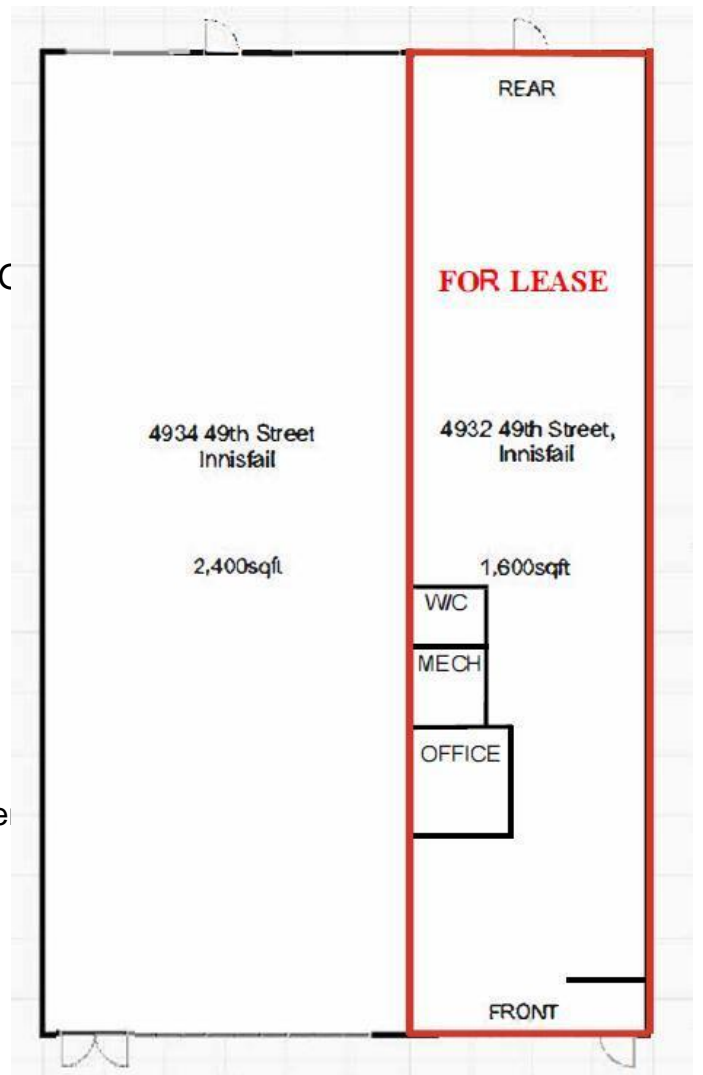 REAR
FOR LEASE
4934 49th Street
Innisfail
2,400sqft
4932 49th Street,
Innisfail
1,600sqft
W/C
MECH
OFFICE
FRONT